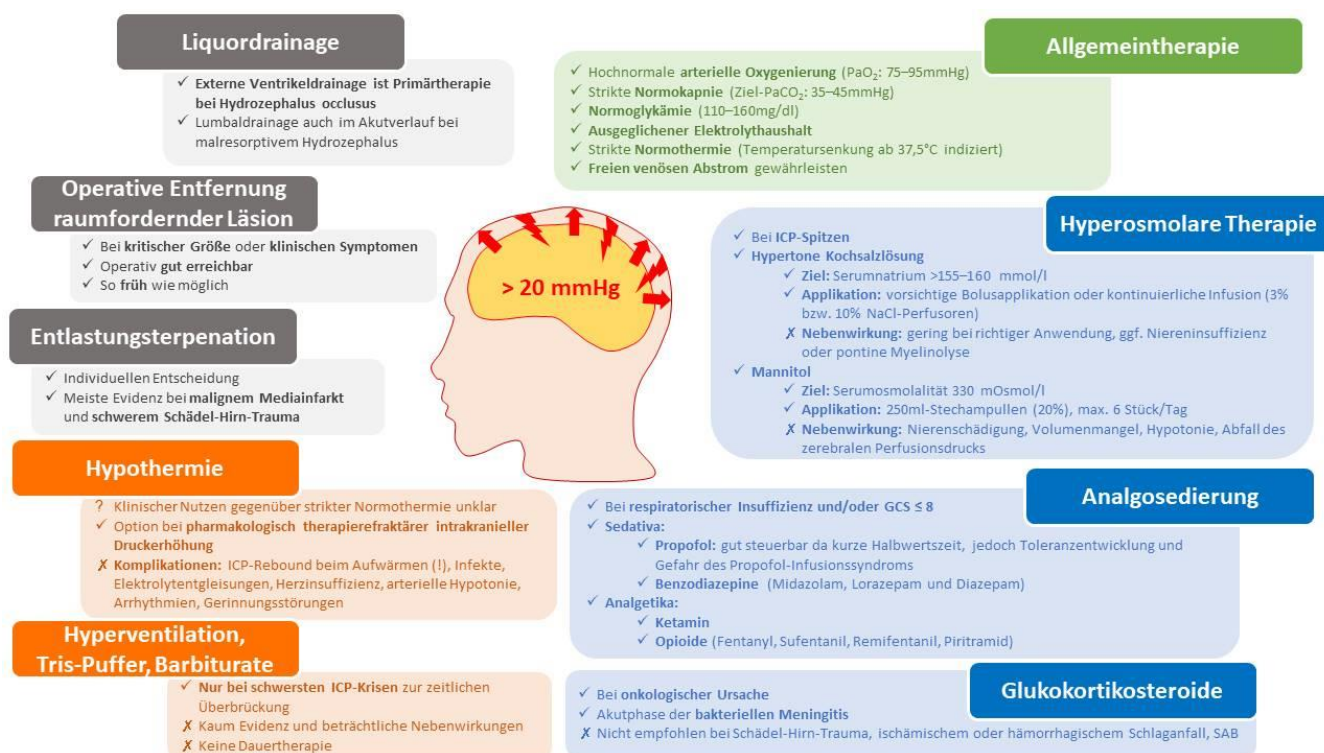 Liquordrainage
✓ Externe Ventrikeldrainage ist Primärtherapie
bei Hydrozephalus occlusus
✓ Lumbaldrainage auch im Akutverlauf bei
malresorptivem Hydrozephalus
Operative Entfernung
raumfordernder Läsion
✓ Bei kritischer Größe oder klinischen Symptomen
✓ Operativ gut erreichbar
✓ So früh wie möglich
Entlastungsterpenation
✓ Individuellen Entscheidung
✓ Meiste Evidenz bei malignem Mediainfarkt
und schwerem Schädel-Hirn-Trauma
Hypothermie
? Klinischer Nutzen gegenüber strikter Normothermie unklar
✓ Option bei pharmakologisch therapierefraktärer intrakranieller
Druckerhöhung
✗ Komplikationen: ICP-Rebound beim Aufwärmen (!), Infekte,
Elektrolytentgleisungen, Herzinsuffizienz, arterielle Hypotonie,
Arrhythmien, Gerinnungsstörungen
Hyperventilation,
Tris-Puffer, Barbiturate
✓ Nur bei schwersten ICP-Krisen zur zeitlichen
Überbrückung
✗ Kaum Evidenz und beträchtliche Nebenwirkungen
✗ Keine Dauertherapie
> 20 mmHg
Allgemeintherapie
✓ Hochnormale arterielle Oxygenierung (PaO₂: 75–95mmHg)
✓ Strikte Normokapnie (Ziel-PaCO₂: 35–45mmHg)
✓ Normoglykämie (110–160mg/dl)
✓ Ausgeglichener Elektrolythaushalt
✓ Strikte Normothermie (Temperatursenkung ab 37,5°C indiziert)
✓ Freien venösen Abstrom gewährleisten
Hyperosmolare Therapie
✓ Bei ICP-Spitzen
✓ Hypertone Kochsalzlösung
✓ Ziel: Serumnatrium >155–160 mmol/l
✓ Applikation: vorsichtige Bolusapplikation oder kontinuierliche Infusion (3%
bzw. 10% NaCl-Perfusoren)
✗ Nebenwirkung: gering bei richtiger Anwendung, ggf. Niereninsuffizienz
oder pontine Myelinolyse
✓ Mannitol
✓ Ziel: Serumosmolalität 330 mOsmol/l
✓ Applikation: 250ml-Stechampullen (20%), max. 6 Stück/Tag
✗ Nebenwirkung: Nierenschädigung, Volumenmangel, Hypotonie, Abfall des
zerebralen Perfusionsdrucks
Analgosedierung
✓ Bei respiratorischer Insuffizienz und/oder GCS ≤ 8
✓ Sedativa:
✓ Propofol: gut steuerbar da kurze Halbwertszeit, jedoch Toleranzentwicklung und
Gefahr des Propofol-Infusionssyndroms
✓ Benzodiazepine (Midazolam, Lorazepam und Diazepam)
✓ Analgetika:
✓ Ketamin
✓ Opioide (Fentanyl, Sufentanil, Remifentanil, Piritramid)
Glukokortikosteroide
✓ Bei onkologischer Ursache
✓ Akutphase der bakteriellen Meningitis
✗ Nicht empfohlen bei Schädel-Hirn-Trauma, ischämischem oder hämorrhagischem Schlaganfall, SAB